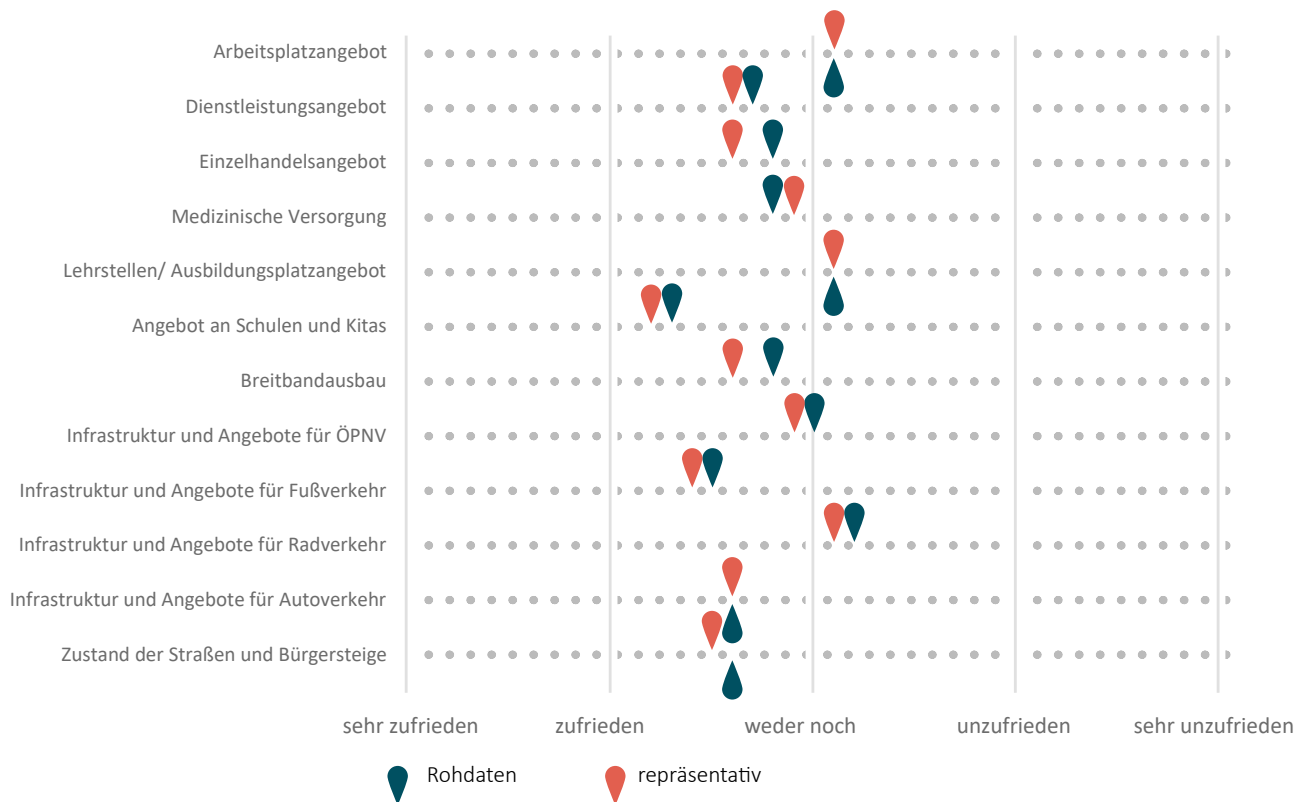 Arbeitsplatzangebot
Dienstleistungsangebot
Einzelhandelsangebot
Medizinische Versorgung
Lehrstellen/ Ausbildungsplatzangebot
Angebot an Schulen und Kitas
Breitbandausbau
Infrastruktur und Angebote für ÖPNV
Infrastruktur und Angebote für Fußverkehr
Infrastruktur und Angebote für Radverkehr
Infrastruktur und Angebote für Autoverkehr
Zustand der Straßen und Bürgersteige
sehr zufrieden zufrieden weder noch unzufrieden sehr unzufrieden
Rohdaten repräsentativ